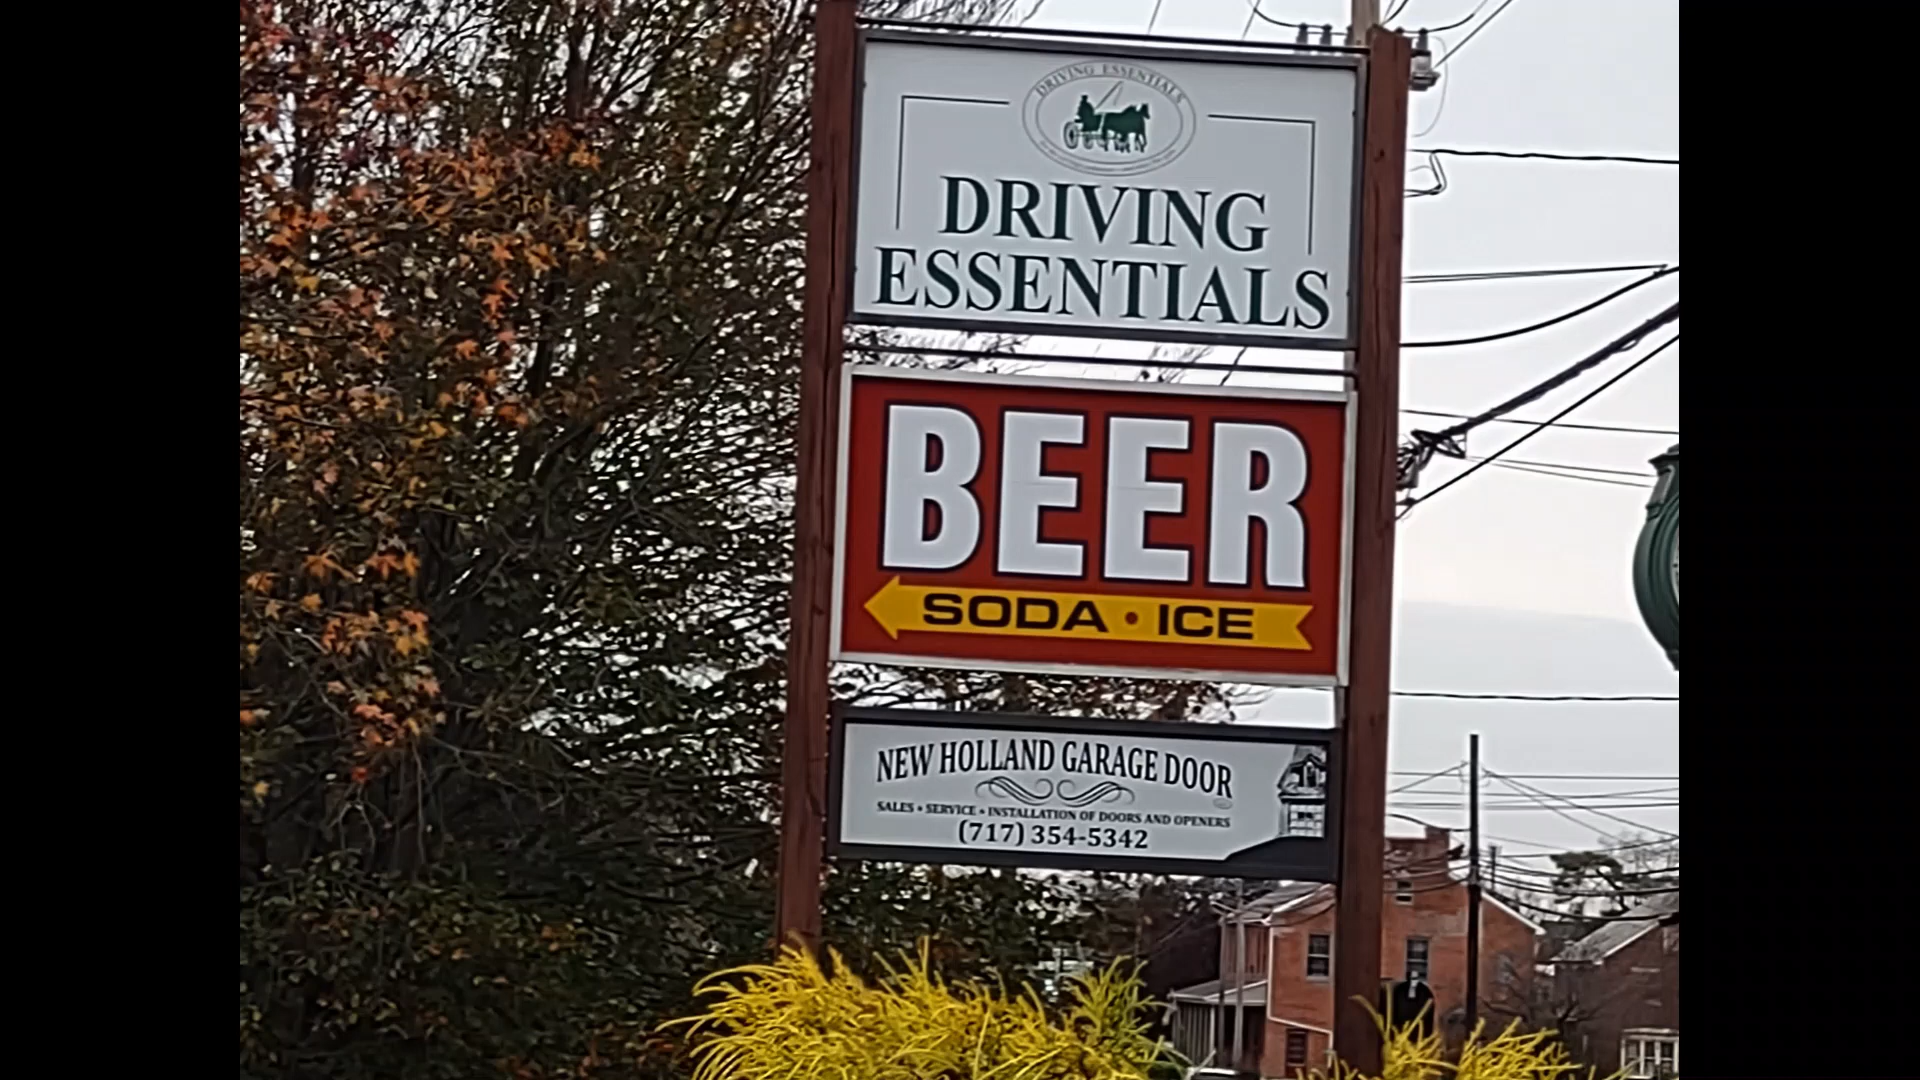 DRIVING ESSENTIALS
DRIVING
ESSENTIALS
BEER
SODA • ICE
NEW HOLLAND GARAGE DOOR
SALES • SERVICE • INSTALLATION OF DOORS AND OPENERS
(717) 354-5342